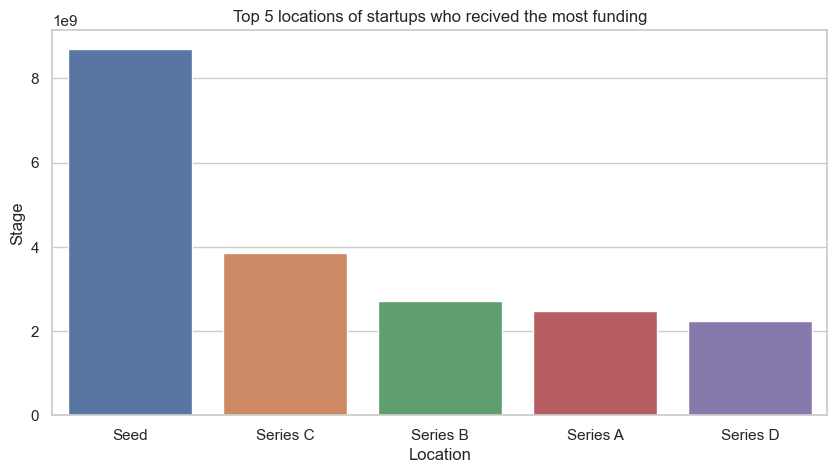 Top 5 locations of startups who recived the most funding
1e9
8
6
4
2
0
Stage
Seed
Series C
Series B
Series A
Series D
Location